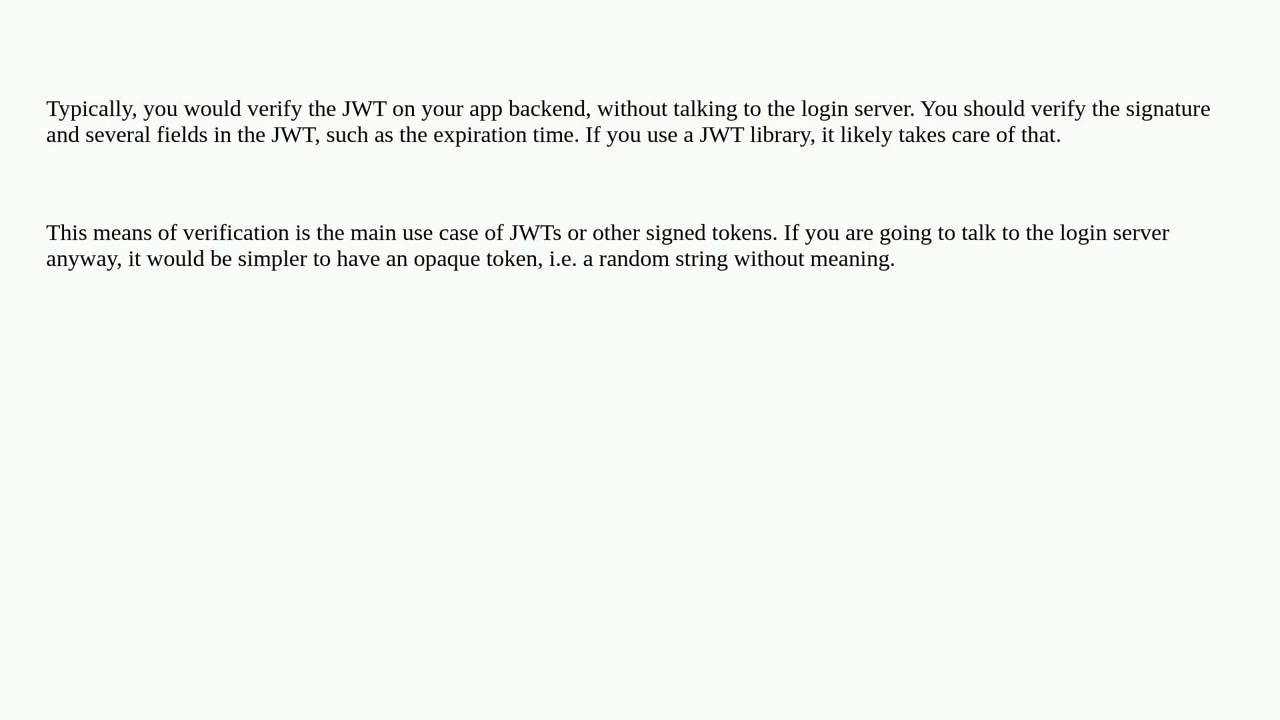 Typically, you would verify the JWT on your app backend, without talking to the login server. You should verify the signature
and several fields in the JWT, such as the expiration time. If you use a JWT library, it likely takes care of that.
This means of verification is the main use case of JWTs or other signed tokens. If you are going to talk to the login server
anyway, it would be simpler to have an opaque token, i.e. a random string without meaning.